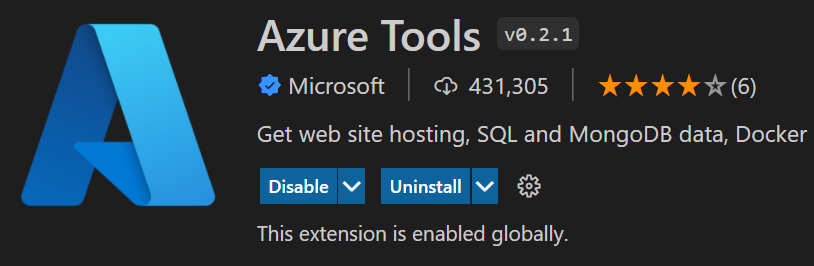 Azure Tools v0.2.1
Microsoft 431,305 (6)
Get web site hosting, SQL and MongoDB data, Docker
Disable Uninstall
This extension is enabled globally.